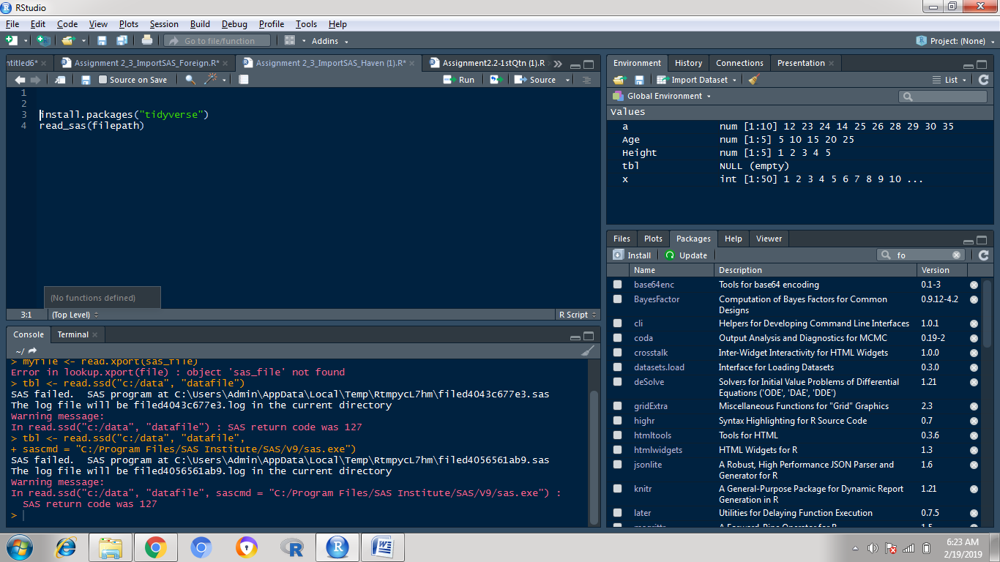 RStudio
File Edit Code View Plots Session Build Debug Profile Tools Help
Go to file/function Addins Project: (None)
ntitled6* Assignment 2_3_ImportSAS_Foreign.R* Assignment 2_3_ImportSAS_Haven (1).R* Assignment2.2-1stQtn (1).R
Source on Save Run Source
1
2
3 install.packages("tidyverse")
4 read_sas(filepath)
(No functions defined)
3:1 (Top Level) R Script
Console Terminal
~/
> myfile <- read.xport(sas_file)
Error in lookup.xport(file) : object 'sas_file' not found
> tbl <- read.ssd("c:/data", "datafile")
SAS failed.  SAS program at C:\Users\Admin\AppData\Local\Temp\RtmpycL7hm\filed4043c677e3.sas
The log file will be filed4043c677e3.log in the current directory
Warning message:
In read.ssd("c:/data", "datafile") : SAS return code was 127
> tbl <- read.ssd("c:/data", "datafile",
+ sascmd = "C:/Program Files/SAS Institute/SAS/V9/sas.exe")
SAS failed.  SAS program at C:\Users\Admin\AppData\Local\Temp\RtmpycL7hm\filed4056561ab9.sas
The log file will be filed4056561ab9.log in the current directory
Warning message:
In read.ssd("c:/data", "datafile", sascmd = "C:/Program Files/SAS Institute/SAS/V9/sas.exe") :
  SAS return code was 127
>
Environment History Connections Presentation
Import Dataset List
Global Environment
Values
a num [1:10] 12 23 24 14 25 26 28 29 30 35
Age num [1:5] 5 10 15 20 25
Height num [1:5] 1 2 3 4 5
tbl NULL (empty)
x int [1:50] 1 2 3 4 5 6 7 8 9 10 ...
Files Plots Packages Help Viewer
Install Update fo
Name Description Version
base64enc Tools for base64 encoding 0.1-3
BayesFactor Computation of Bayes Factors for Common 0.9.12-4.2
Designs
cli Helpers for Developing Command Line Interfaces 1.0.1
coda Output Analysis and Diagnostics for MCMC 0.19-2
crosstalk Inter-Widget Interactivity for HTML Widgets 1.0.0
datasets.load Interface for Loading Datasets 0.3.0
deSolve Solvers for Initial Value Problems of Differential 1.21
Equations ('ODE', 'DAE', 'DDE')
gridExtra Miscellaneous Functions for "Grid" Graphics 2.3
highr Syntax Highlighting for R Source Code 0.7
htmltools Tools for HTML 0.3.6
htmlwidgets HTML Widgets for R 1.3
jsonlite A Robust, High Performance JSON Parser and 1.6
Generator for R
knitr A General-Purpose Package for Dynamic Report 1.21
Generation in R
later Utilities for Delaying Function Execution 0.7.5
magrittr A Forward-Pipe Operator for R 1.5
6:23 AM
2/19/2019